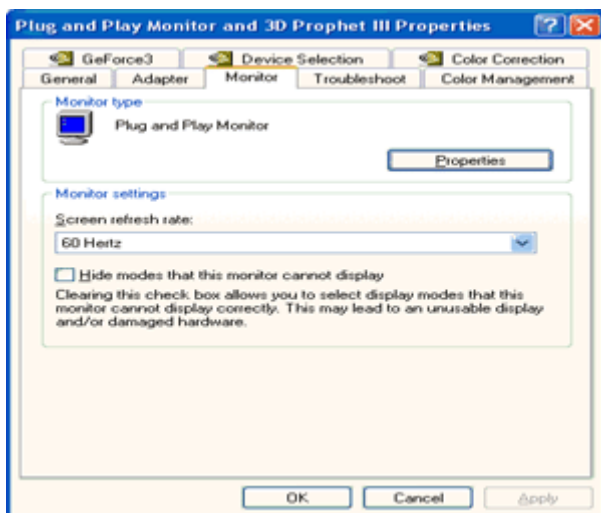 Plug and Play Monitor and 3D Prophet III Properties
GeForce3 Device Selection Color Correction
General Adapter Monitor Troubleshoot Color Management
Monitor type
Plug and Play Monitor
Properties
Monitor settings
Screen refresh rate:
60 Hertz
Hide modes that this monitor cannot display
Clearing this check box allows you to select display modes that this
monitor cannot display correctly. This may lead to an unusable display
and/or damaged hardware.
OK Cancel Apply